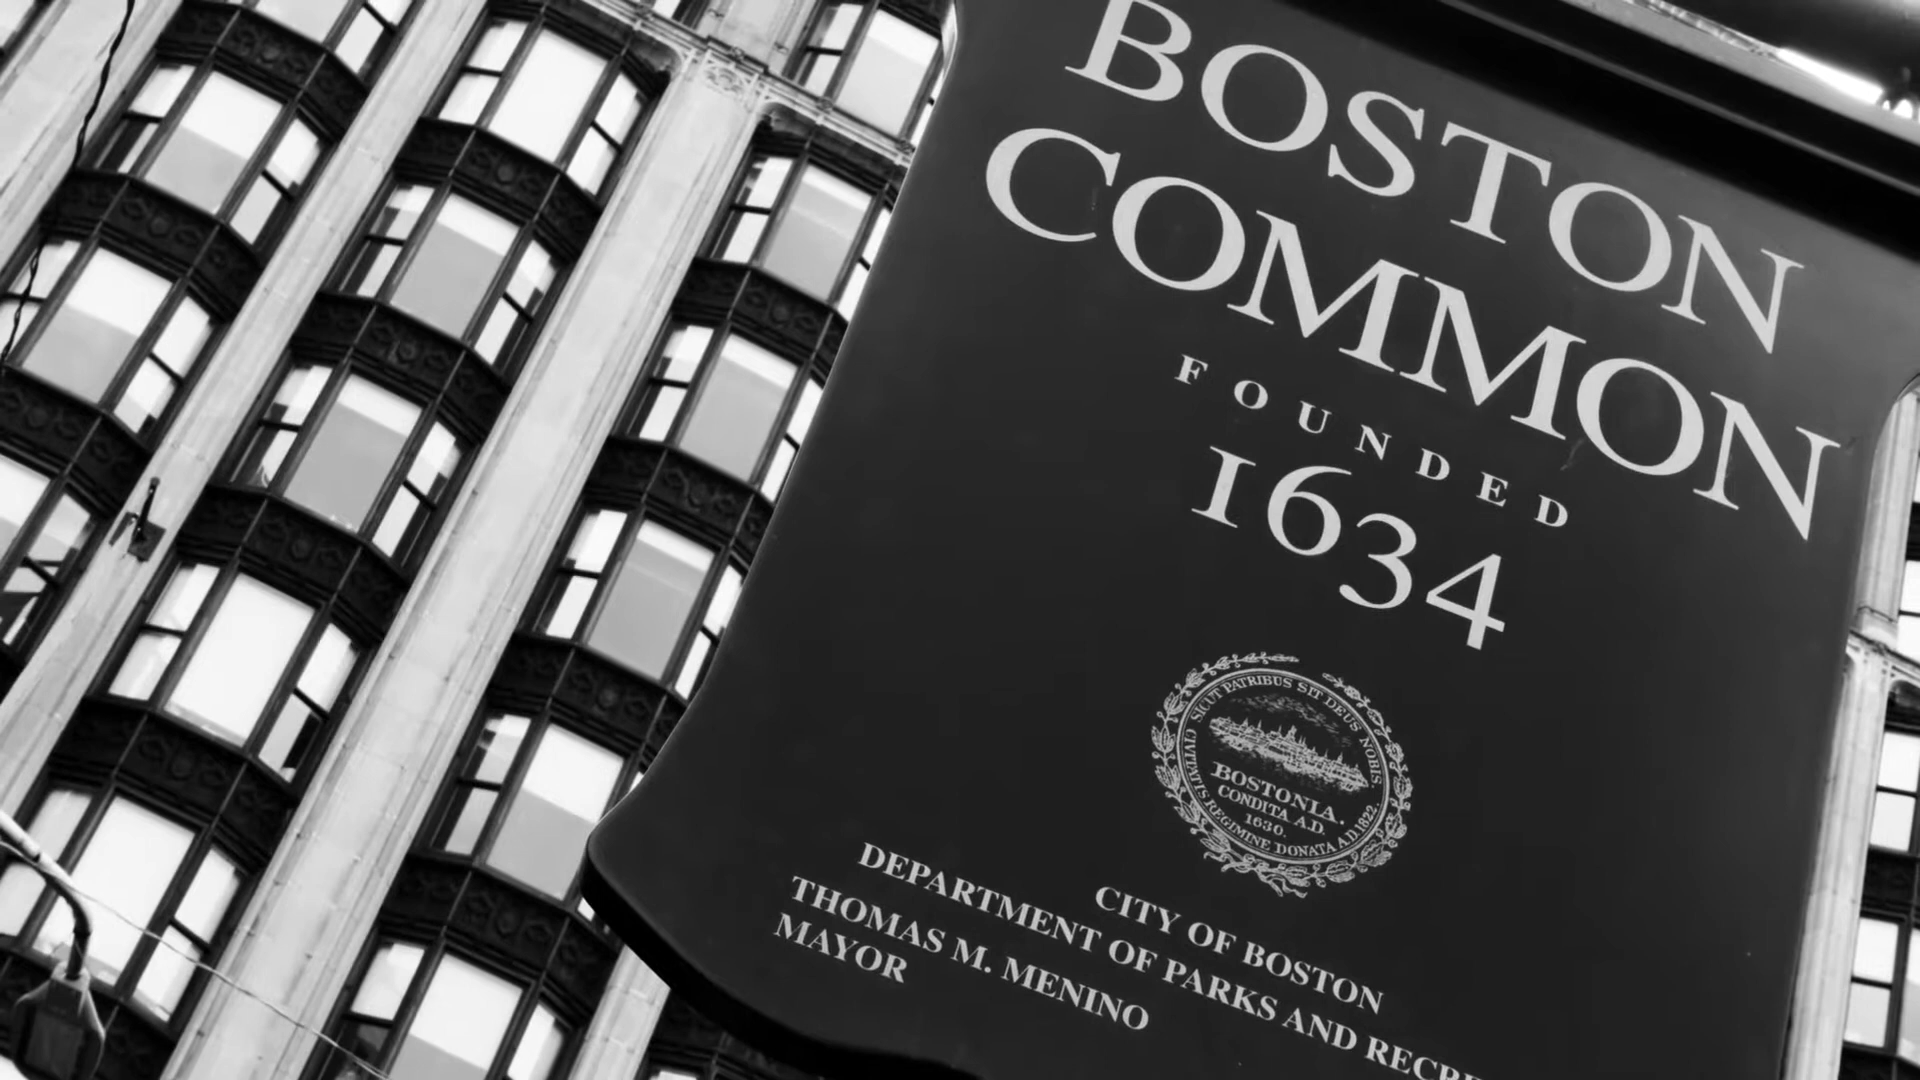 BOSTON
COMMON
FOUNDED
1634
SICUT PATRIBUS SIT DEUS NOBIS
CIVITATIS REGIMINE DONATA A.D. 1822.
BOSTONIA.
CONDITA A.D.
1630.
CITY OF BOSTON
DEPARTMENT OF PARKS AND RECRE
THOMAS M. MENINO
MAYOR